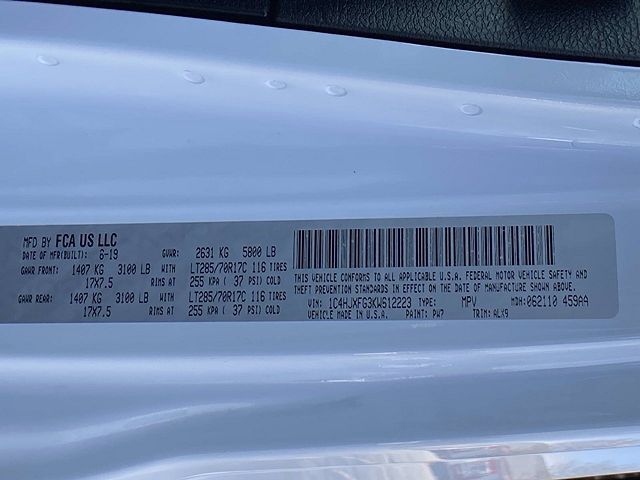 MFD BY FCA US LLC
DATE OF MFR(BUILT): 6-19 GVWR: 2631 KG 5800 LB
GAWR FRONT: 1407 KG 3100 LB WITH LT285/70R17C 116 TIRES
17X7.5 RIMS AT 255 KPA ( 37 PSI) COLD
GAWR REAR: 1407 KG 3100 LB WITH LT285/70R17C 116 TIRES
17X7.5 RIMS AT 255 KPA ( 37 PSI) COLD
THIS VEHICLE CONFORMS TO ALL APPLICABLE U.S.A. FEDERAL MOTOR VEHICLE SAFETY AND
THEFT PREVENTION STANDARDS IN EFFECT ON THE DATE OF MANUFACTURE SHOWN ABOVE.
VIN: 1C4HJXFG3KW612223 TYPE: MPV MDH: 062110 459AA
VEHICLE MADE IN U.S.A. PAINT: PW7 TRIM: ALX9